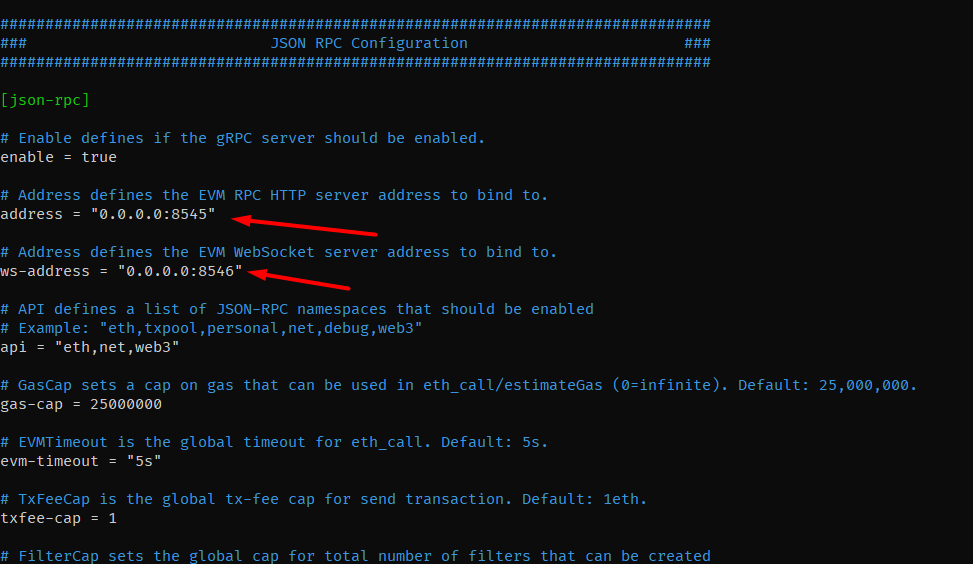 ###############################################################################
###                           JSON RPC Configuration                        ###
###############################################################################
[json-rpc]
# Enable defines if the gRPC server should be enabled.
enable = true
# Address defines the EVM RPC HTTP server address to bind to.
address = "0.0.0.0:8545"
# Address defines the EVM WebSocket server address to bind to.
ws-address = "0.0.0.0:8546"
# API defines a list of JSON-RPC namespaces that should be enabled
# Example: "eth,txpool,personal,net,debug,web3"
api = "eth,net,web3"
# GasCap sets a cap on gas that can be used in eth_call/estimateGas (0=infinite). Default: 25,000,000.
gas-cap = 25000000
# EVMTimeout is the global timeout for eth_call. Default: 5s.
evm-timeout = "5s"
# TxFeeCap is the global tx-fee cap for send transaction. Default: 1eth.
txfee-cap = 1
# FilterCap sets the global cap for total number of filters that can be created